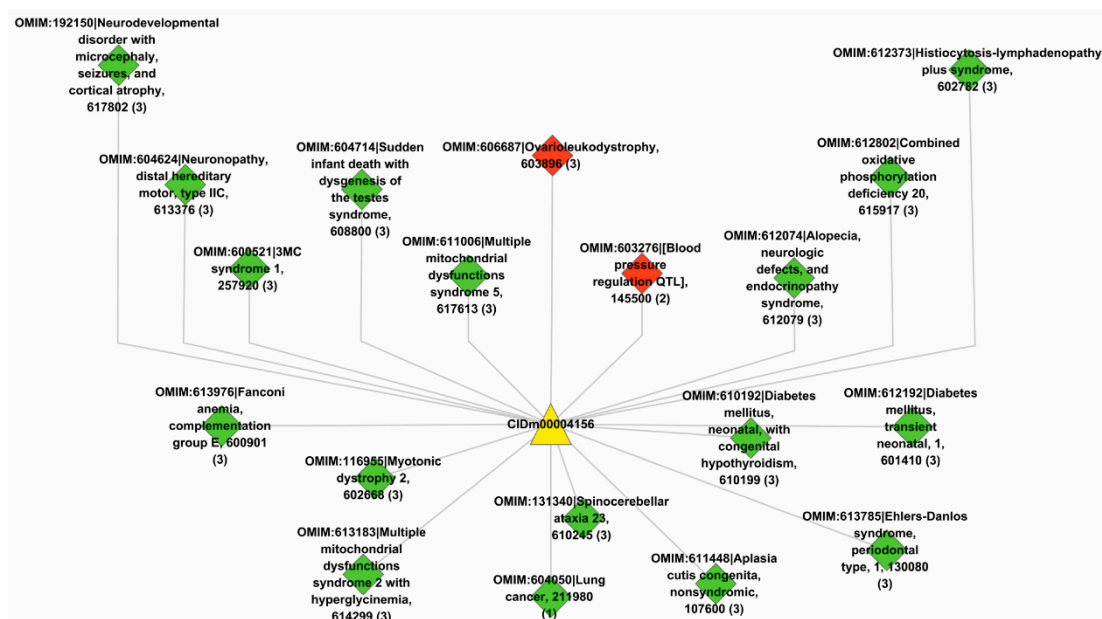 OMIM:192150|Neurodevelopmental
disorder with
microcephaly,
seizures, and
cortical atrophy,
617802 (3)
OMIM:612373|Histiocytosis-lymphadenopathy
plus syndrome,
602782 (3)
OMIM:604624|Neuronopathy,
distal hereditary
motor, type IIC,
613376 (3)
OMIM:604714|Sudden
infant death with
dysgenesis of
the testes
syndrome,
608800 (3)
OMIM:606687|Ovarioleukodystrophy,
603896 (3)
OMIM:612802|Combined
oxidative
phosphorylation
deficiency 20,
615917 (3)
OMIM:600521|3MC
syndrome 1,
257920 (3)
OMIM:611006|Multiple
mitochondrial
dysfunctions
syndrome 5,
617613 (3)
OMIM:603276|[Blood
pressure
regulation QTL],
145500 (2)
OMIM:612074|Alopecia,
neurologic
defects, and
endocrinopathy
syndrome,
612079 (3)
OMIM:613976|Fanconi
anemia,
complementation
group E, 600901
(3)
CIDm00004156
OMIM:610192|Diabetes
mellitus,
neonatal, with
congenital
hypothyroidism,
610199 (3)
OMIM:612192|Diabetes
mellitus,
transient
neonatal, 1,
601410 (3)
OMIM:116955|Myotonic
dystrophy 2,
602668 (3)
OMIM:131340|Spinocerebellar
ataxia 23,
610245 (3)
OMIM:613785|Ehlers-Danlos
syndrome,
periodontal
type, 1, 130080
(3)
OMIM:613183|Multiple
mitochondrial
dysfunctions
syndrome 2 with
hyperglycinemia,
614299 (3)
OMIM:604050|Lung
cancer, 211980
(1)
OMIM:611448|Aplasia
cutis congenita,
nonsyndromic,
107600 (3)